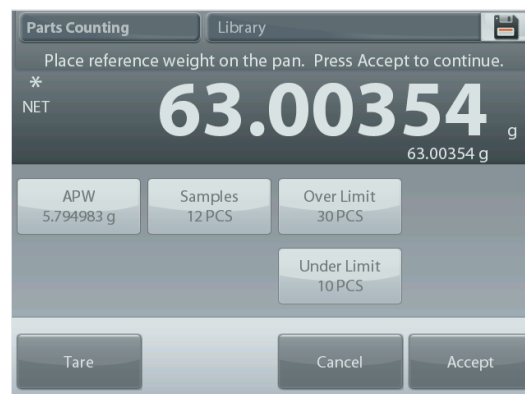 Parts Counting
Library
Place reference weight on the pan. Press Accept to continue.
*
NET
63.00354 g
63.00354 g
APW
5.794983 g
Samples
12 PCS
Over Limit
30 PCS
Under Limit
10 PCS
Tare
Cancel
Accept